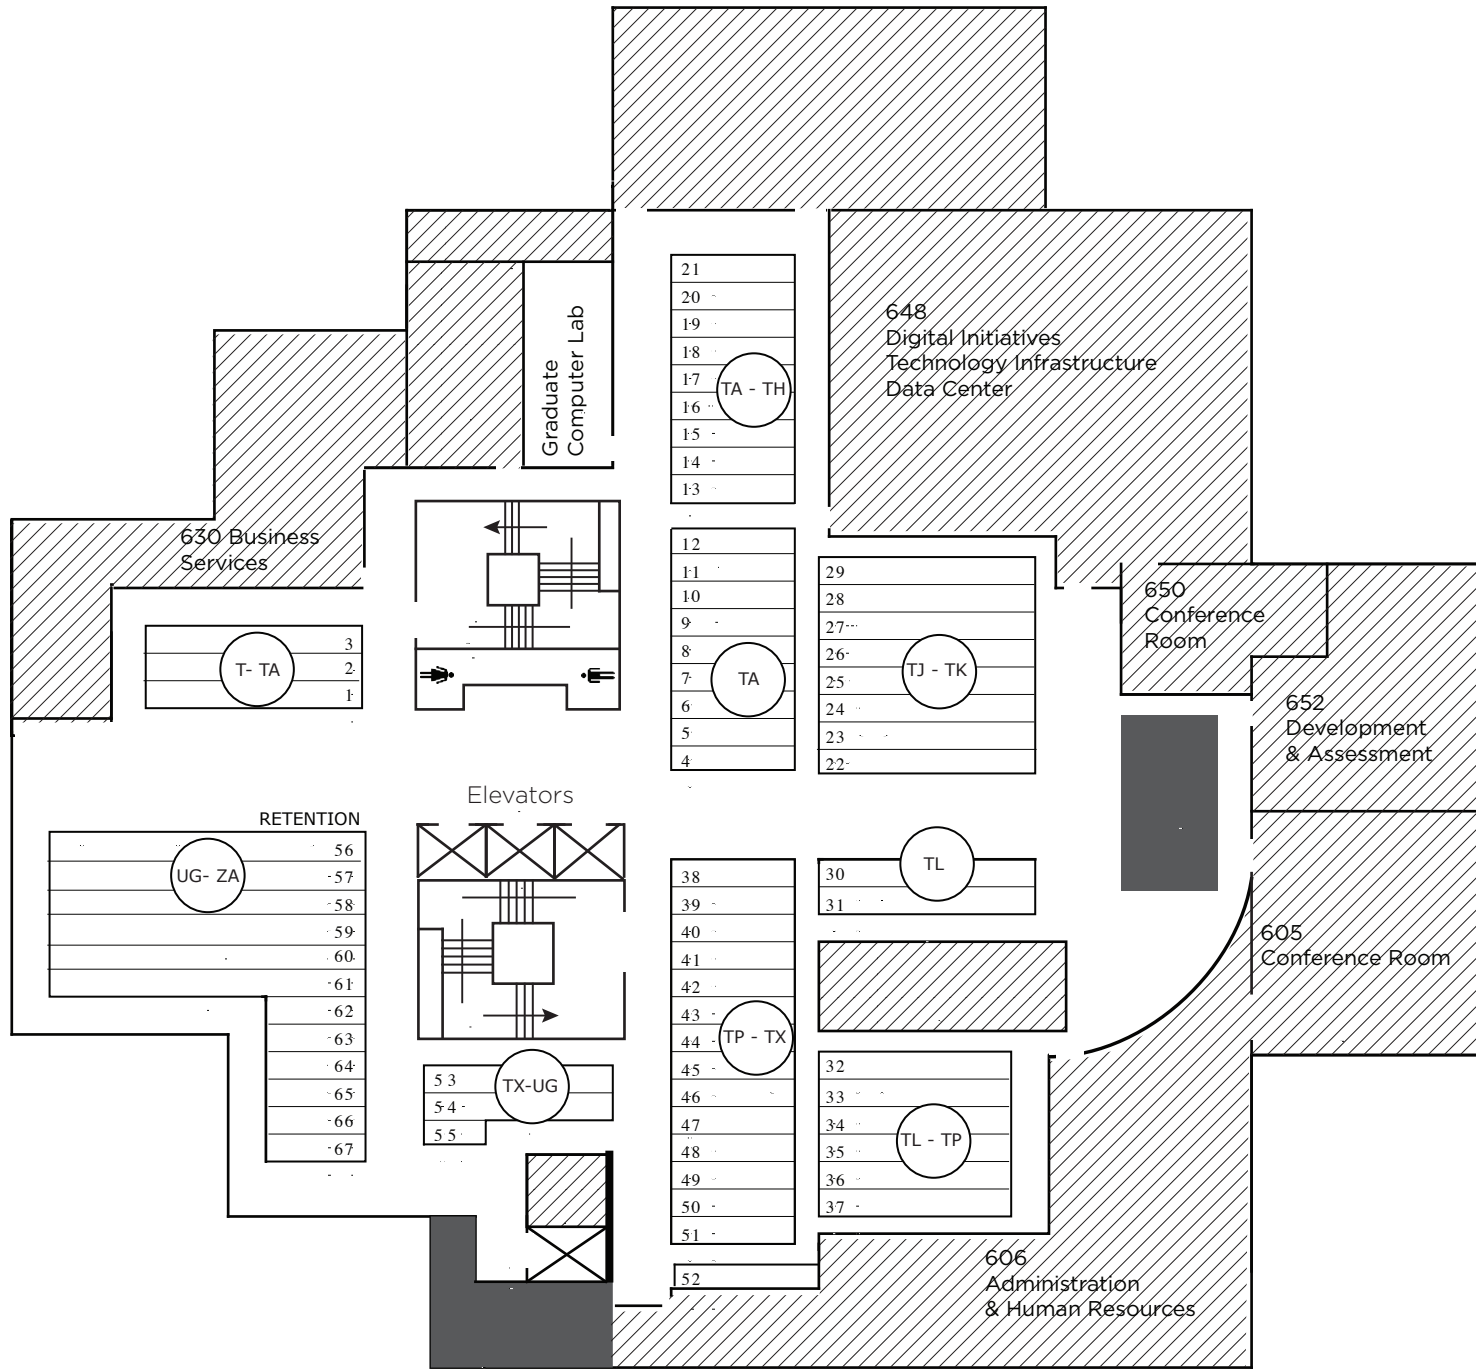 21
20
19
18
17
16
15
14
13
TA - TH
648
Digital Initiatives
Technology Infrastructure
Data Center
Graduate
Computer Lab
630 Business
Services
12
11
10
9
8
7
6
5
4
TA
29
28
27
26
25
24
23
22
TJ - TK
650
Conference
Room
652
Development
& Assessment
3
2
1
T- TA
Elevators
RETENTION
56
57
58
59
60
61
62
63
64
65
66
67
UG- ZA
38
39
40
41
42
43
44
45
46
47
48
49
50
51
TP - TX
52
30
31
TL
605
Conference Room
53
54
55
TX-UG
32
33
34
35
36
37
TL - TP
606
Administration
& Human Resources